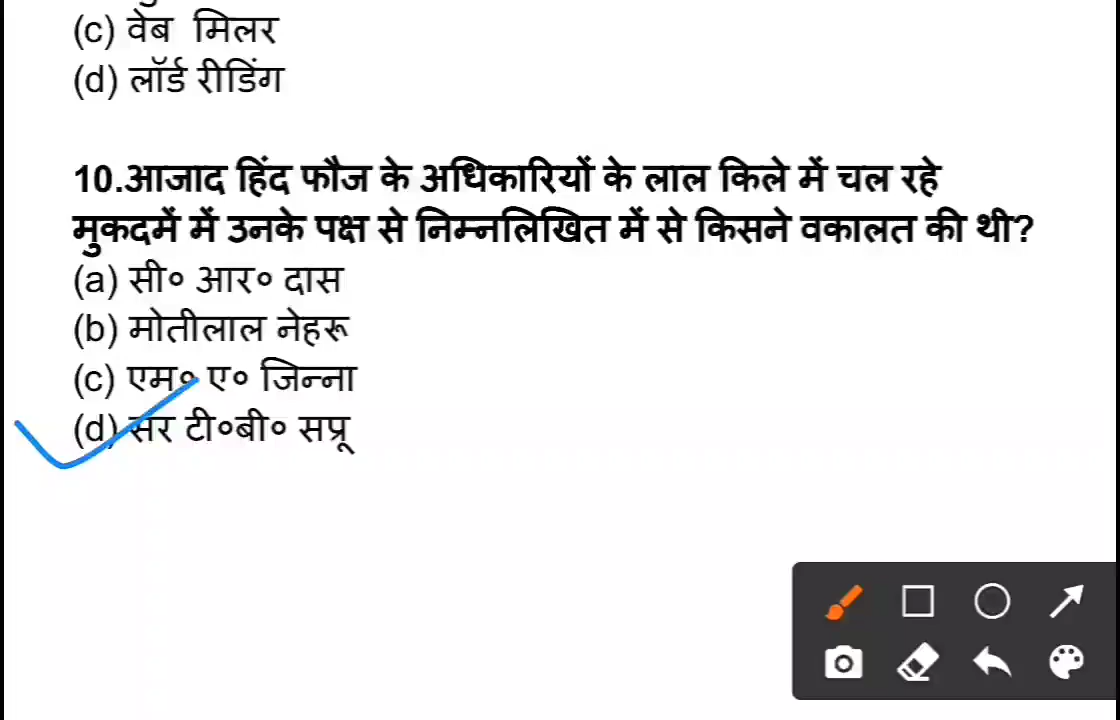 (c) वेब मिलर
(d) लॉर्ड रीडिंग
10.आजाद हिंद फौज के अधिकारियों के लाल किले में चल रहे
मुकदमें में उनके पक्ष से निम्नलिखित में से किसने वकालत की थी?
(a) सी० आर० दास
(b) मोतीलाल नेहरू
(c) एम० ए० जिन्ना
(d) सर टी०बी० सप्रू